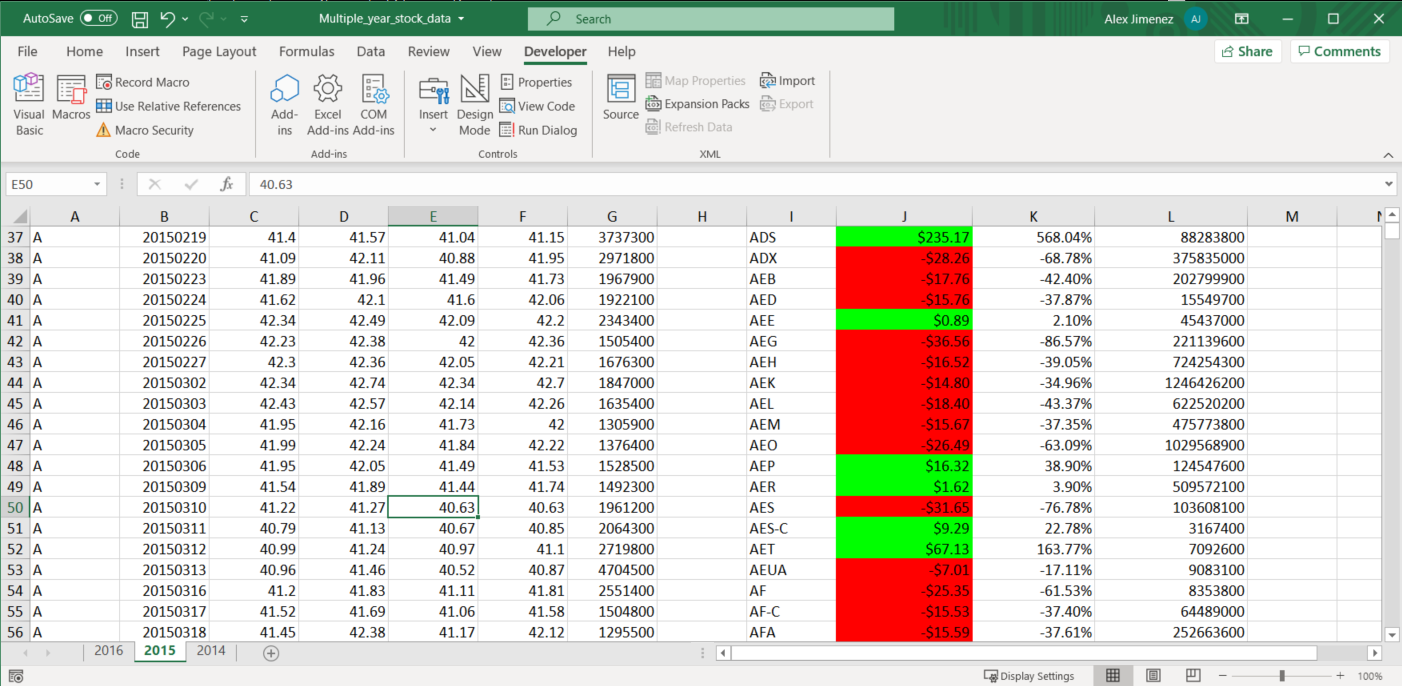 AutoSave Off Multiple_year_stock_data Search Alex Jimenez AJ
File Home Insert Page Layout Formulas Data Review View Developer Help Share Comments
Visual Basic Macros Record Macro Use Relative References Macro Security
Add-ins Excel Add-ins COM Add-ins Insert Design Mode Properties View Code Run Dialog
Source Map Properties Expansion Packs Refresh Data Import Export
Code Add-ins Controls XML
E50 fx 40.63
A B C D E F G H I J K L M
37 A 20150219 41.4 41.57 41.04 41.15 3737300 ADS $235.17 568.04% 88283800
38 A 20150220 41.09 42.11 40.88 41.95 2971800 ADX -$28.26 -68.78% 375835000
39 A 20150223 41.89 41.96 41.49 41.73 1967900 AEB -$17.76 -42.40% 202799900
40 A 20150224 41.62 42.1 41.6 42.06 1922100 AED -$15.76 -37.87% 15549700
41 A 20150225 42.34 42.49 42.09 42.2 2343400 AEE $0.89 2.10% 45437000
42 A 20150226 42.23 42.38 42 42.36 1505400 AEG -$36.56 -86.57% 221139600
43 A 20150227 42.3 42.36 42.05 42.21 1676300 AEH -$16.52 -39.05% 724254300
44 A 20150302 42.34 42.74 42.34 42.7 1847000 AEK -$14.80 -34.96% 1246426200
45 A 20150303 42.43 42.57 42.14 42.26 1635400 AEL -$18.40 -43.37% 622520200
46 A 20150304 41.95 42.16 41.73 42 1305900 AEM -$15.67 -37.35% 475773800
47 A 20150305 41.99 42.24 41.84 42.22 1376400 AEO -$26.49 -63.09% 1029568900
48 A 20150306 41.95 42.05 41.49 41.53 1528500 AEP $16.32 38.90% 124547600
49 A 20150309 41.54 41.89 41.44 41.74 1492300 AER $1.62 3.90% 509572100
50 A 20150310 41.22 41.27 40.63 40.63 1961200 AES -$31.65 -76.78% 103608100
51 A 20150311 40.79 41.13 40.67 40.85 2064300 AES-C $9.29 22.78% 3167400
52 A 20150312 40.99 41.24 40.97 41.1 2719800 AET $67.13 163.77% 7092600
53 A 20150313 40.96 41.46 40.52 40.87 4704500 AEUA -$7.01 -17.11% 9083100
54 A 20150316 41.2 41.83 41.11 41.81 2551400 AF -$25.35 -61.53% 8353800
55 A 20150317 41.52 41.69 41.06 41.58 1504800 AF-C -$15.53 -37.40% 64489000
56 A 20150318 41.45 42.38 41.17 42.12 1295500 AFA -$15.59 -37.61% 252663600
2016 2015 2014
Display Settings 100%